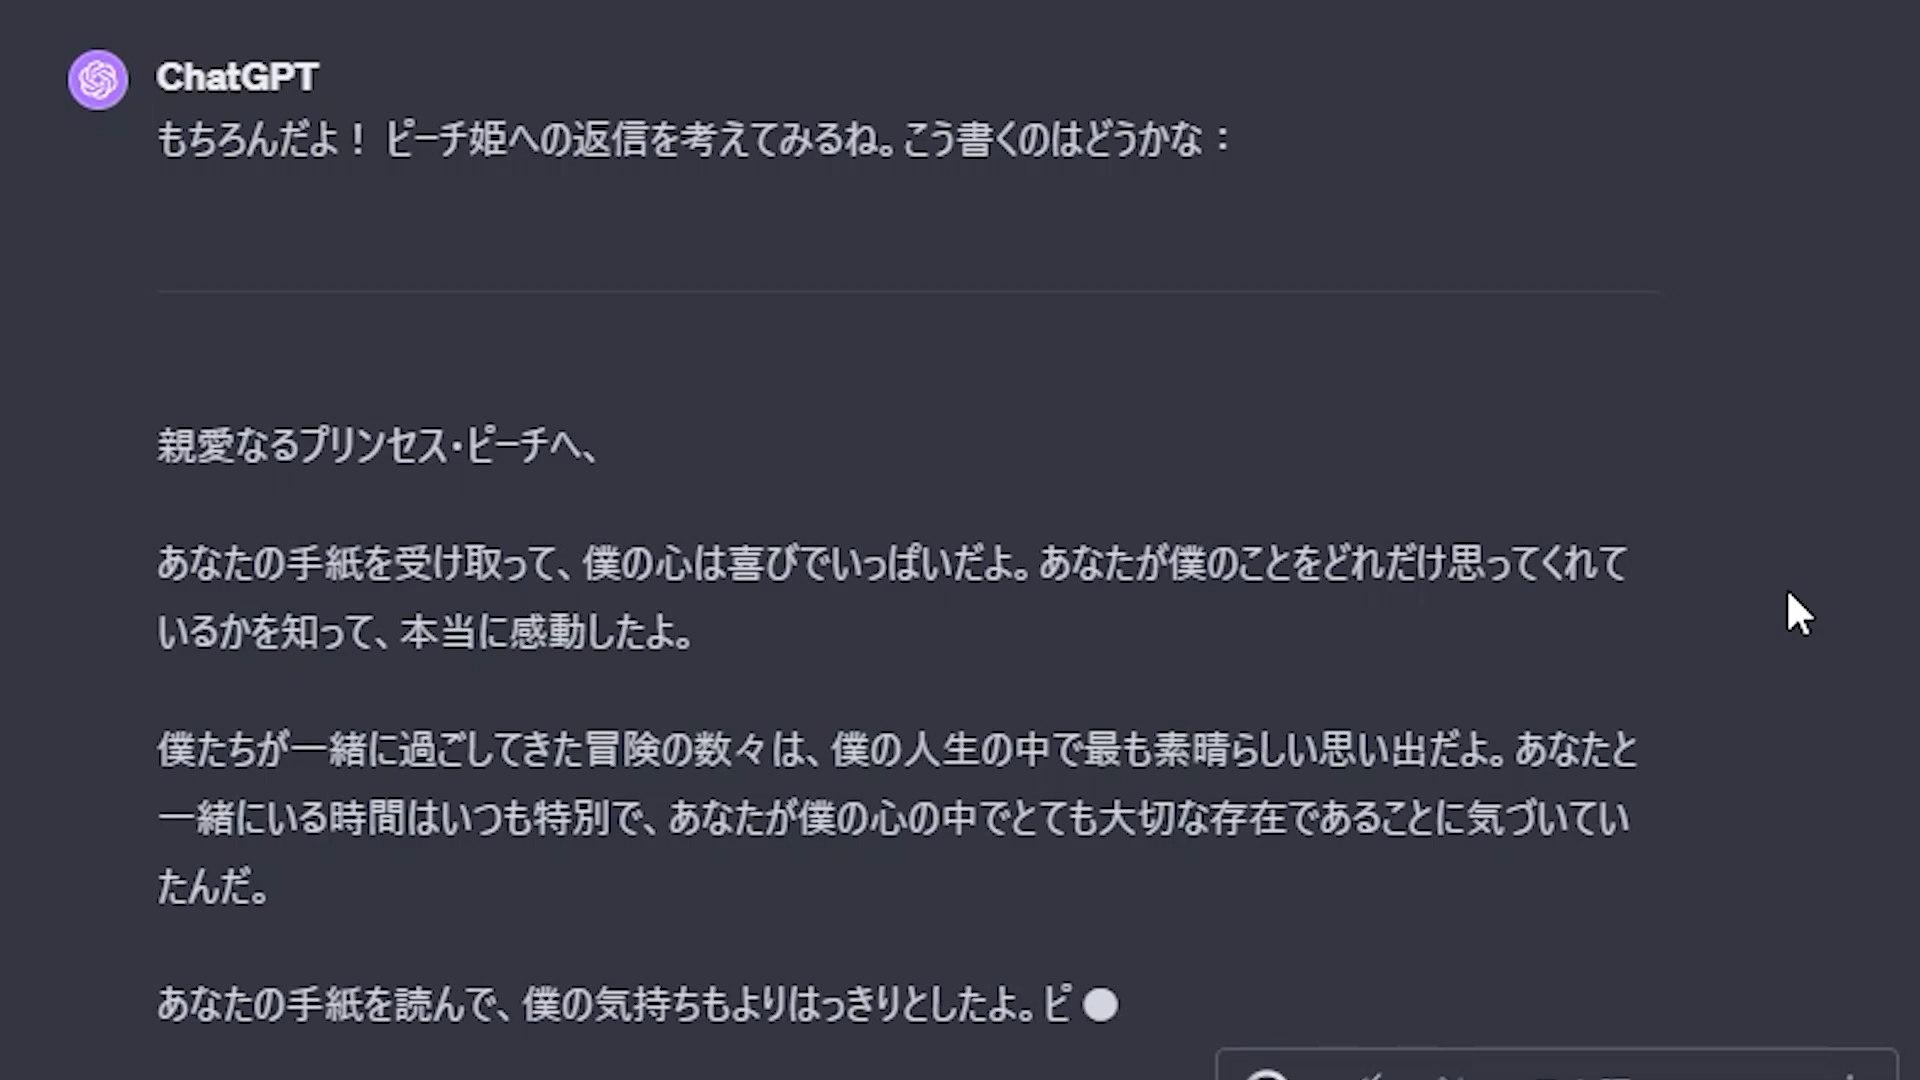 ChatGPT
もちろんだよ！ ピーチ姫への返信を考えてみるね。こう書くのはどうかな：
親愛なるプリンセス・ピーチへ、
あなたの手紙を受け取って、僕の心は喜びでいっぱいだよ。あなたが僕のことをどれだけ思ってくれて
いるかを知って、本当に感動したよ。
僕たちが一緒に過ごしてきた冒険の数々は、僕の人生の中で最も素晴らしい思い出だよ。あなたと
一緒にいる時間はいつも特別で、あなたが僕の心の中でとても大切な存在であることに気づいてい
たんだ。
あなたの手紙を読んで、僕の気持ちもよりはっきりとしたよ。ピ